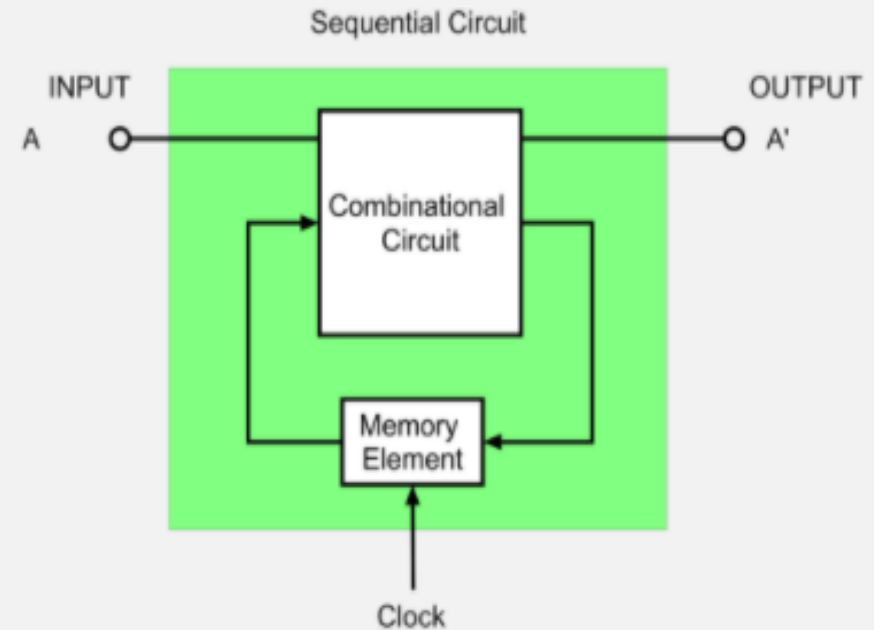 Sequential Circuit
INPUT
OUTPUT
A
A'
Combinational
Circuit
Memory
Element
Clock